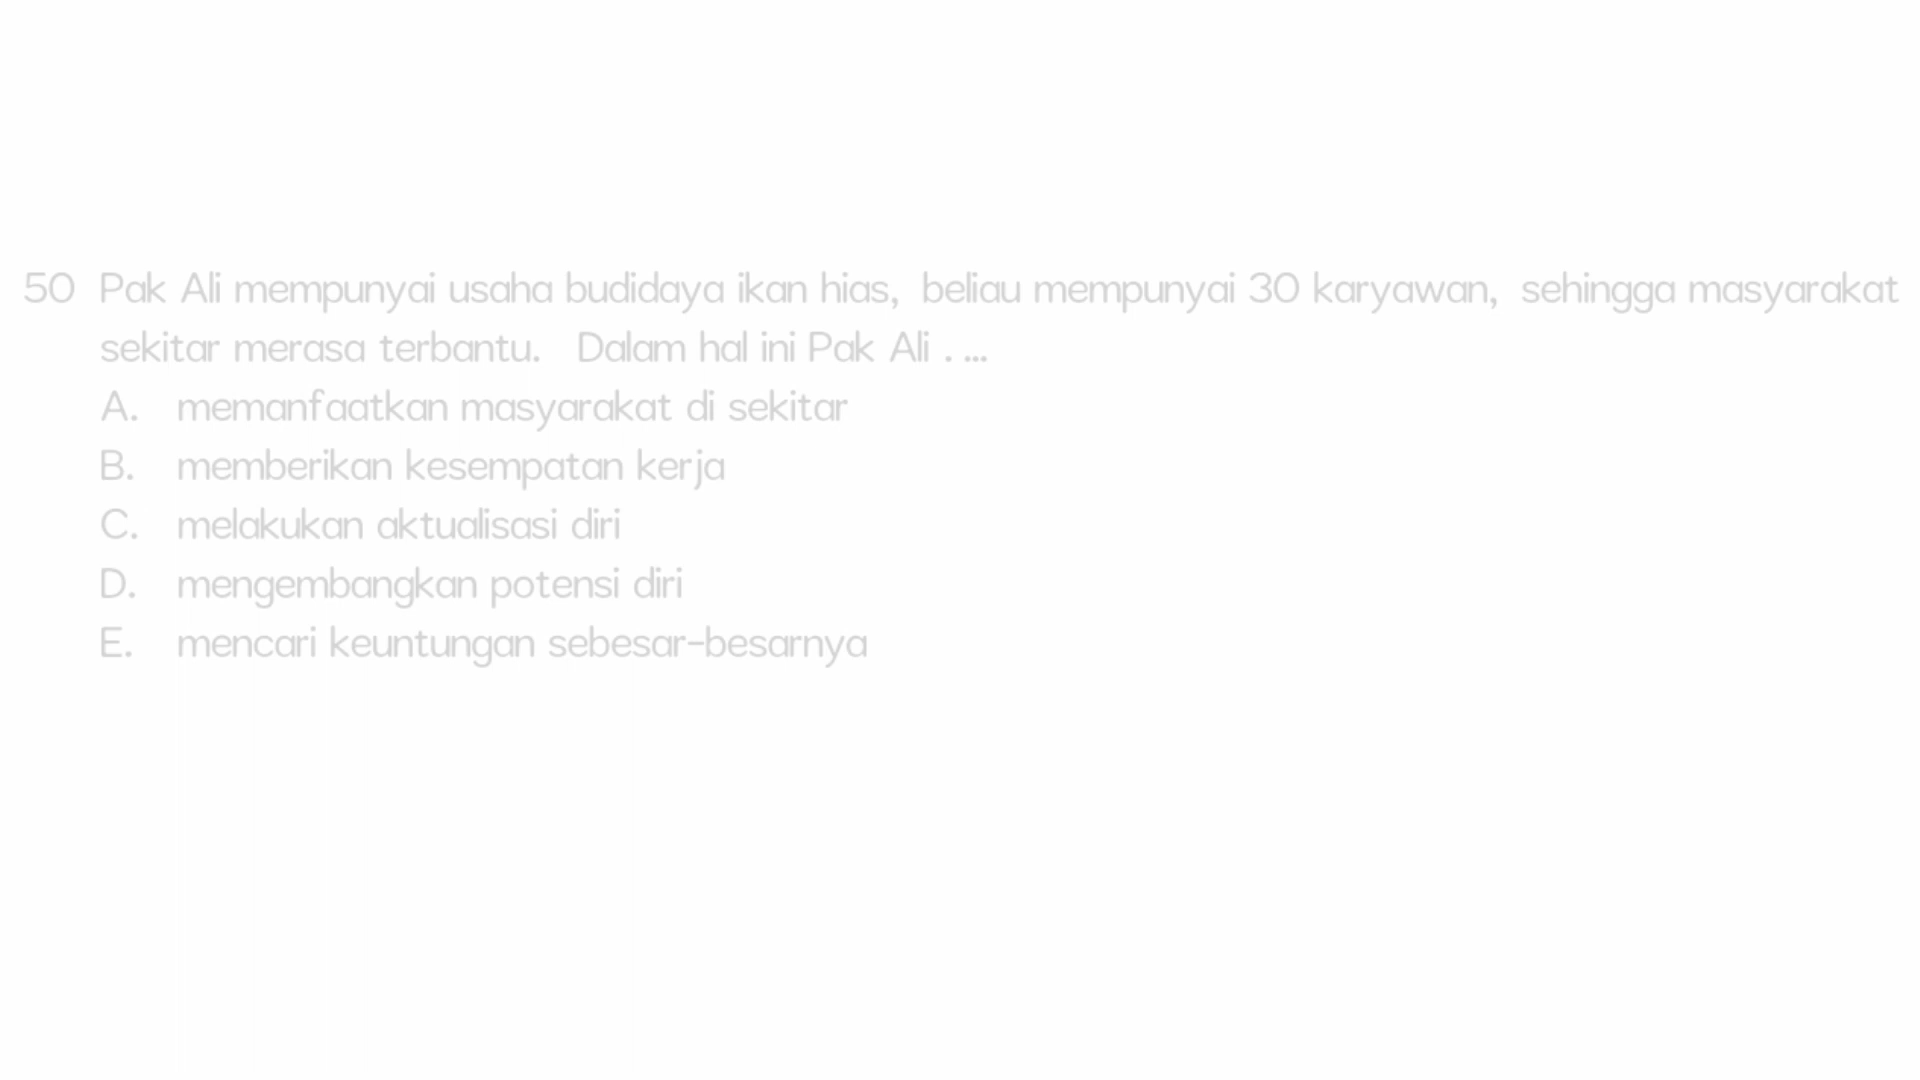 50 Pak Ali mempunyai usaha budidaya ikan hias, beliau mempunyai 30 karyawan, sehingga masyarakat
sekitar merasa terbantu. Dalam hal ini Pak Ali . ...
A. memanfaatkan masyarakat di sekitar
B. memberikan kesempatan kerja
C. melakukan aktualisasi diri
D. mengembangkan potensi diri
E. mencari keuntungan sebesar-besarnya